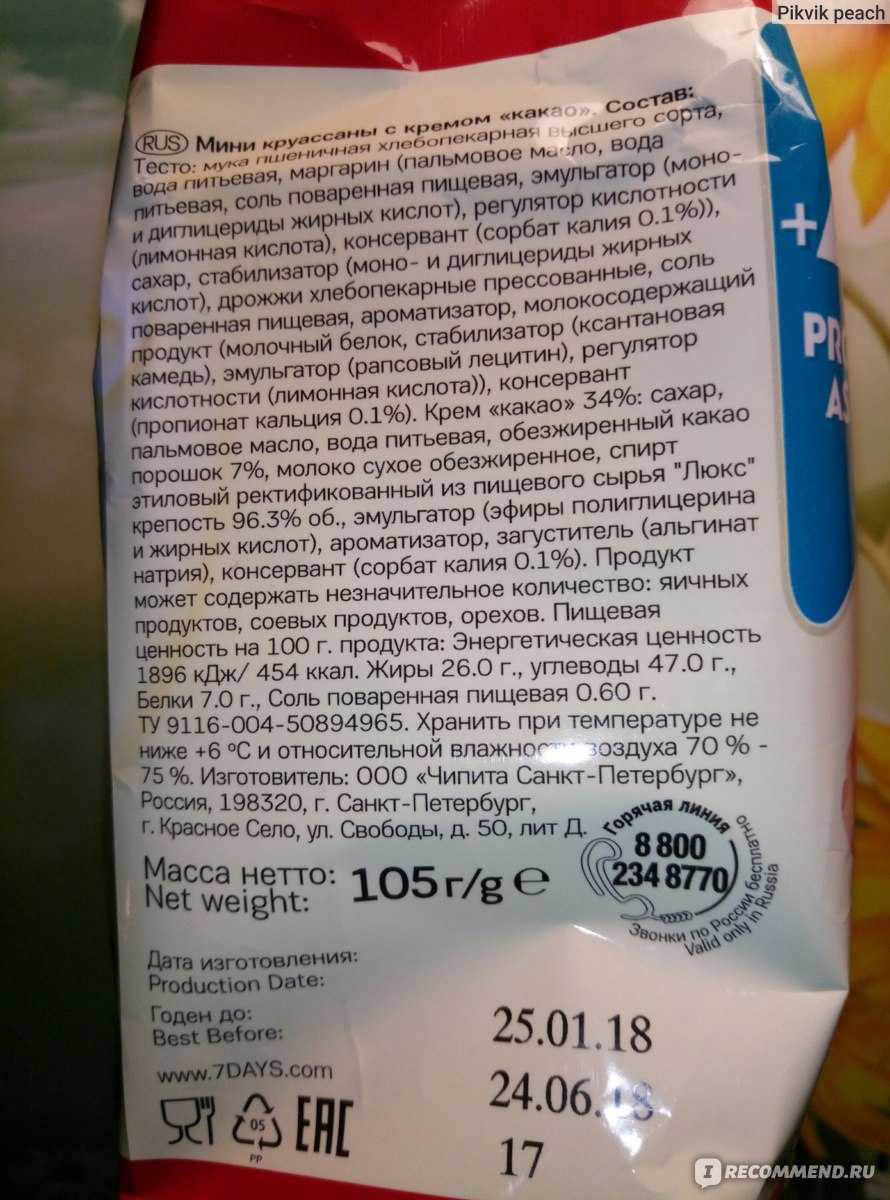 Pikvik peach
RUS Мини круассаны с кремом «какао». Состав:
Тесто: мука пшеничная хлебопекарная высшего сорта,
вода питьевая, маргарин (пальмовое масло, вода
питьевая, соль поваренная пищевая, эмульгатор (моно-
и диглицериды жирных кислот), регулятор кислотности
(лимонная кислота), консервант (сорбат калия 0.1%)),
сахар, стабилизатор (моно- и диглицериды жирных
кислот), дрожжи хлебопекарные прессованные, соль
поваренная пищевая, ароматизатор, молокосодержащий
продукт (молочный белок, стабилизатор (ксантановая
камедь), эмульгатор (рапсовый лецитин), регулятор
кислотности (лимонная кислота)), консервант
(пропионат кальция 0.1%). Крем «какао» 34%: сахар,
пальмовое масло, вода питьевая, обезжиренный какао
порошок 7%, молоко сухое обезжиренное, спирт
этиловый ректификованный из пищевого сырья "Люкс"
крепость 96.3% об., эмульгатор (эфиры полиглицерина
и жирных кислот), ароматизатор, загуститель (альгинат
натрия), консервант (сорбат калия 0.1%). Продукт
может содержать незначительное количество: яичных
продуктов, соевых продуктов, орехов. Пищевая
ценность на 100 г. продукта: Энергетическая ценность
1896 кДж/ 454 ккал. Жиры 26.0 г., углеводы 47.0 г.,
Белки 7.0 г., Соль поваренная пищевая 0.60 г.
ТУ 9116-004-50894965. Хранить при температуре не
ниже +6 ºС и относительной влажности воздуха 70 % -
75 %. Изготовитель: ООО «Чипита Санкт-Петербург»,
Россия, 198320, г. Санкт-Петербург,
г. Красное Село, ул. Свободы, д. 50, лит Д.
Горячая линия
8 800
234 8770
Звонки по России бесплатно
Valid only in Russia
Масса нетто:
Net weight:
105г/g e
Дата изготовления:
Production Date:
Годен до:
Best Before:
25.01.18
24.06.18
17
www.7DAYS.com
05
PP
EAC
+
PR
AS
IRECOMMEND.RU